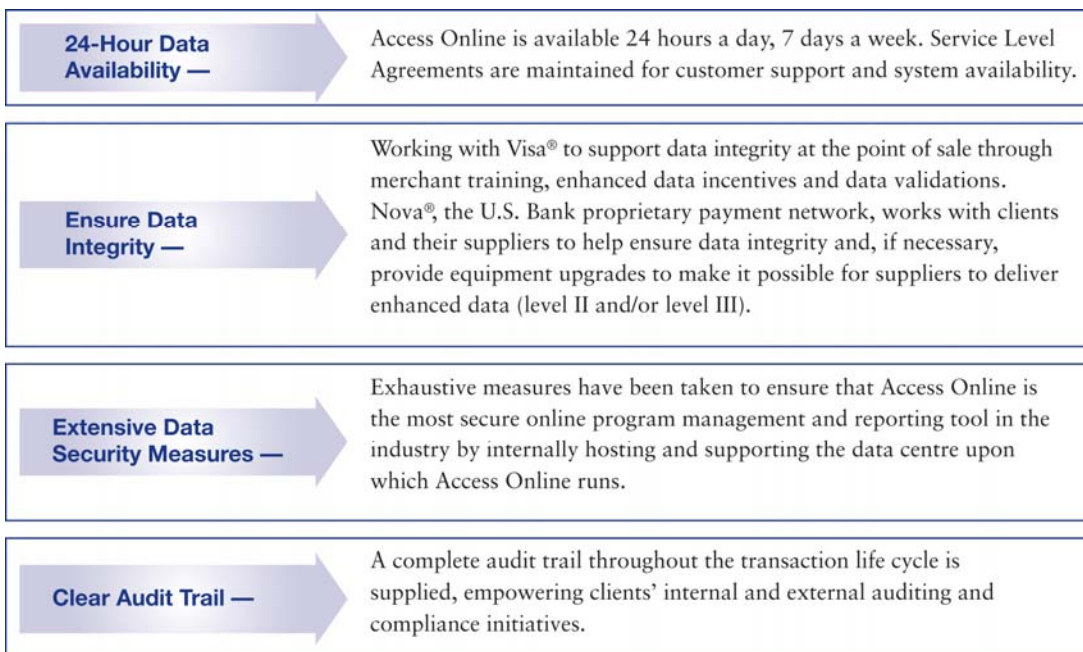 24-Hour Data
Availability —
Access Online is available 24 hours a day, 7 days a week. Service Level
Agreements are maintained for customer support and system availability.
Ensure Data
Integrity —
Working with Visa® to support data integrity at the point of sale through
merchant training, enhanced data incentives and data validations.
Nova®, the U.S. Bank proprietary payment network, works with clients
and their suppliers to help ensure data integrity and, if necessary,
provide equipment upgrades to make it possible for suppliers to deliver
enhanced data (level II and/or level III).
Extensive Data
Security Measures —
Exhaustive measures have been taken to ensure that Access Online is
the most secure online program management and reporting tool in the
industry by internally hosting and supporting the data centre upon
which Access Online runs.
Clear Audit Trail —
A complete audit trail throughout the transaction life cycle is
supplied, empowering clients’ internal and external auditing and
compliance initiatives.